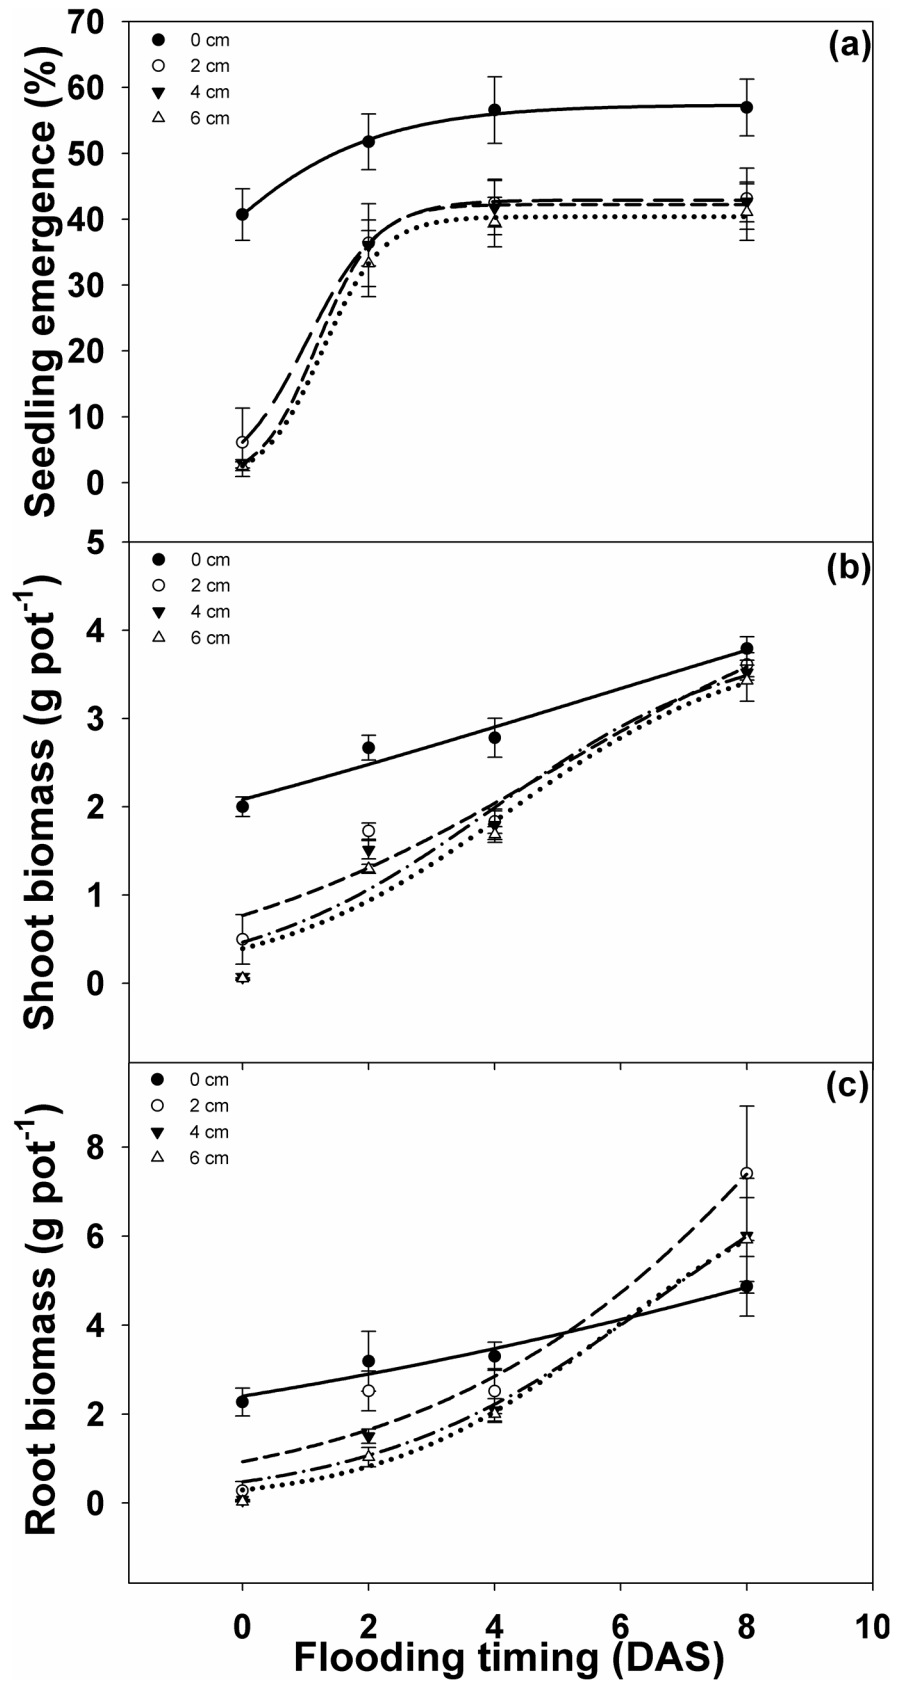 70
60
50
40
30
20
10
0
Seedling emergence (%)
0 cm
2 cm
4 cm
6 cm
(a)
5
4
3
2
1
0
Shoot biomass (g pot-1)
0 cm
2 cm
4 cm
6 cm
(b)
8
6
4
2
0
Root biomass (g pot-1)
0 cm
2 cm
4 cm
6 cm
(c)
0 2 4 6 8 10
Flooding timing (DAS)